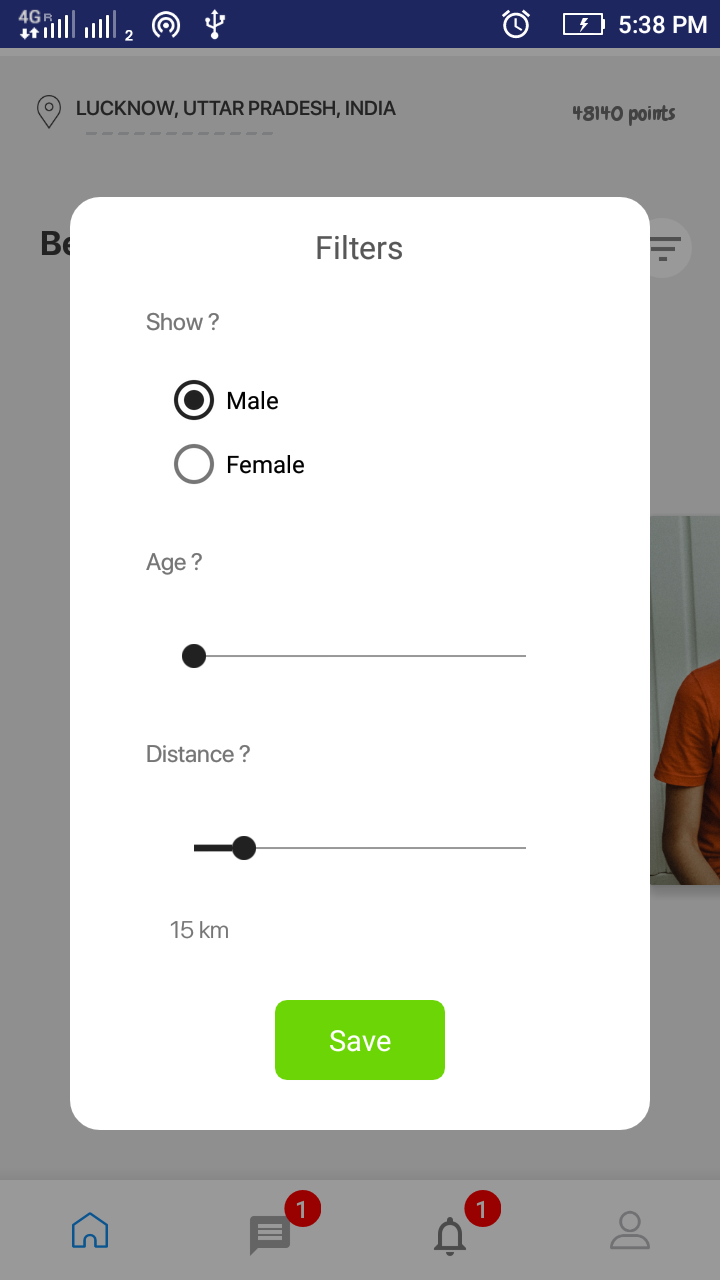 4G R
2
5:38 PM
LUCKNOW, UTTAR PRADESH, INDIA
48140 points
Be
Filters
Show ?
Male
Female
Age ?
Distance ?
15 km
Save
1
1